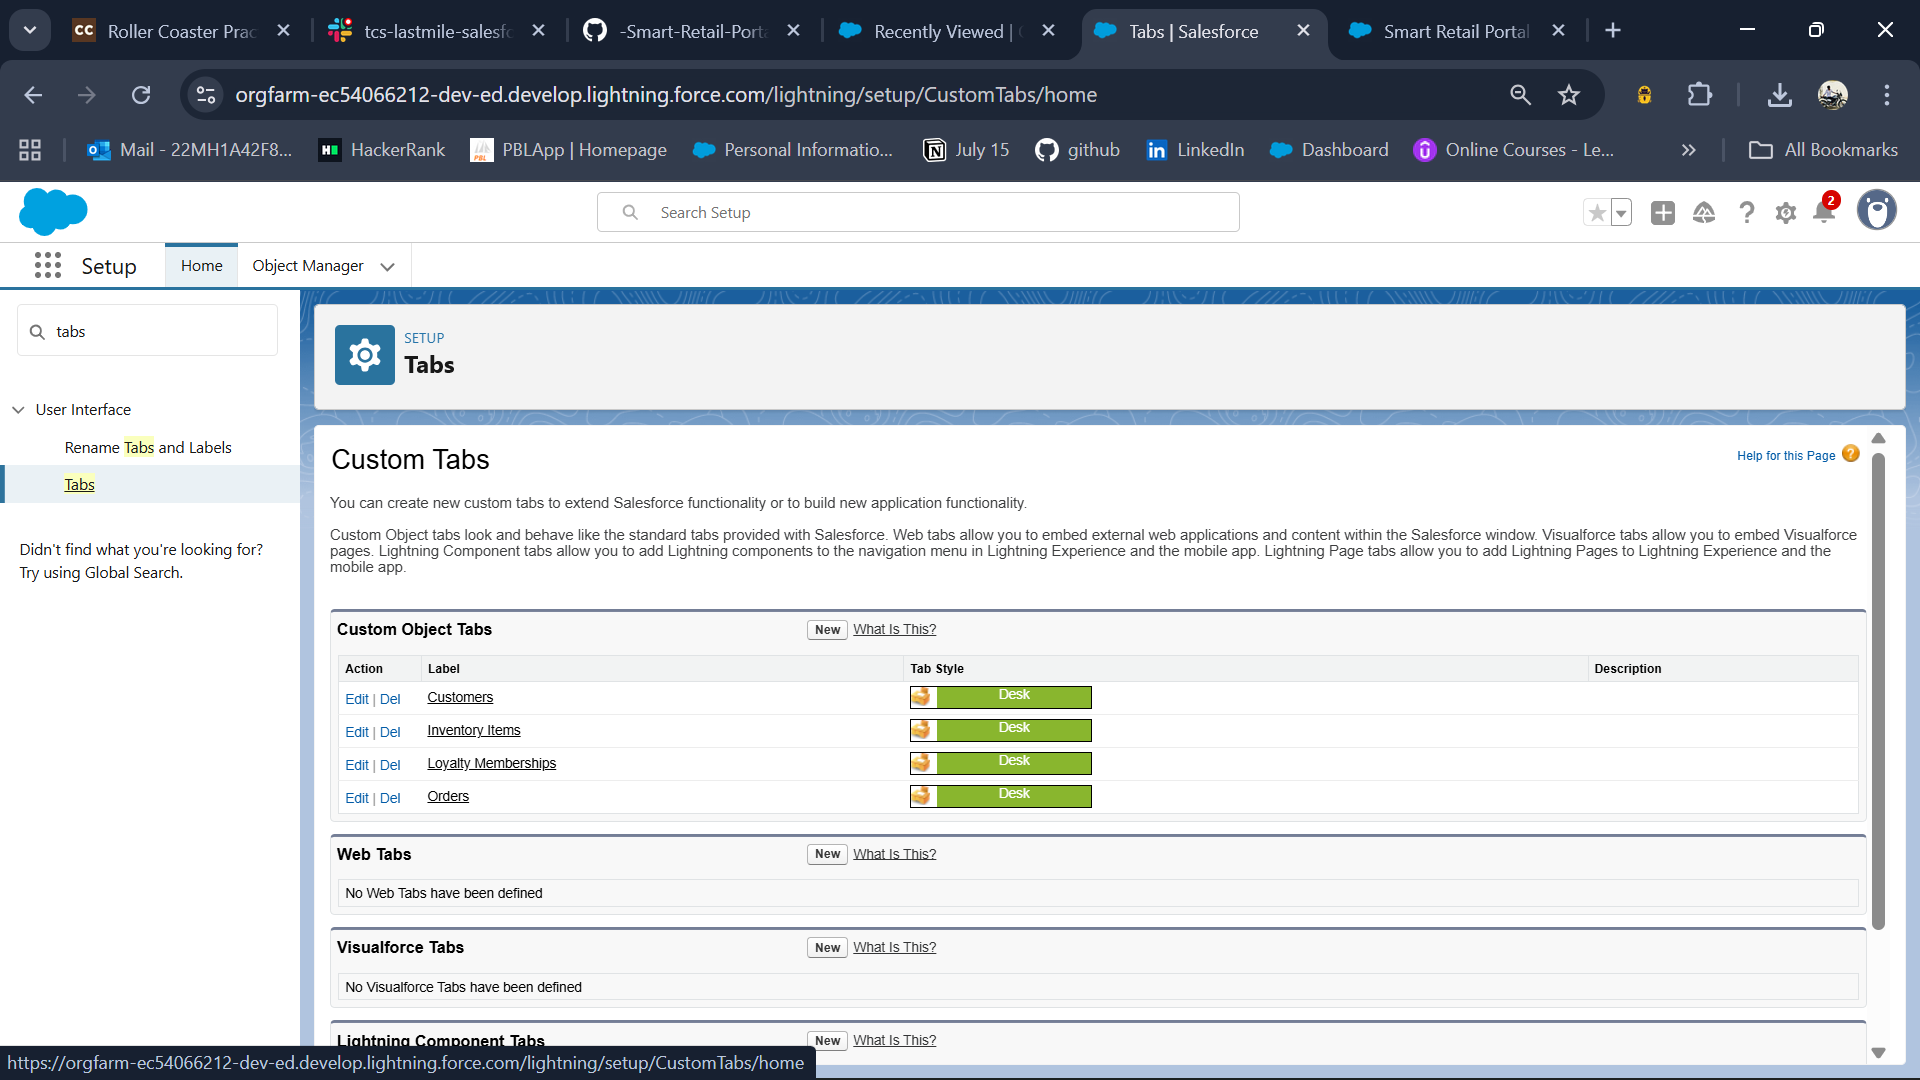 Roller Coaster Prac
tcs-lastmile-salesfo
-Smart-Retail-Porta
Recently Viewed |
Tabs | Salesforce
Smart Retail Portal
orgfarm-ec54066212-dev-ed.develop.lightning.force.com/lightning/setup/CustomTabs/home
Mail - 22MH1A42F8...
HackerRank
PBLApp | Homepage
Personal Informatio...
July 15
github
LinkedIn
Dashboard
Online Courses - Le...
All Bookmarks
Search Setup
2
Setup
Home
Object Manager
tabs
User Interface
Rename Tabs and Labels
Tabs
Didn't find what you're looking for?
Try using Global Search.
SETUP
Tabs
Custom Tabs
Help for this Page
You can create new custom tabs to extend Salesforce functionality or to build new application functionality.
Custom Object tabs look and behave like the standard tabs provided with Salesforce. Web tabs allow you to embed external web applications and content within the Salesforce window. Visualforce tabs allow you to embed Visualforce
pages. Lightning Component tabs allow you to add Lightning components to the navigation menu in Lightning Experience and the mobile app. Lightning Page tabs allow you to add Lightning Pages to Lightning Experience and the
mobile app.
Custom Object Tabs New What Is This?
Action Label Tab Style Description
Edit | Del Customers Desk
Edit | Del Inventory Items Desk
Edit | Del Loyalty Memberships Desk
Edit | Del Orders Desk
Web Tabs New What Is This?
No Web Tabs have been defined
Visualforce Tabs New What Is This?
No Visualforce Tabs have been defined
Lightning Component Tabs New What Is This?
https://orgfarm-ec54066212-dev-ed.develop.lightning.force.com/lightning/setup/CustomTabs/home